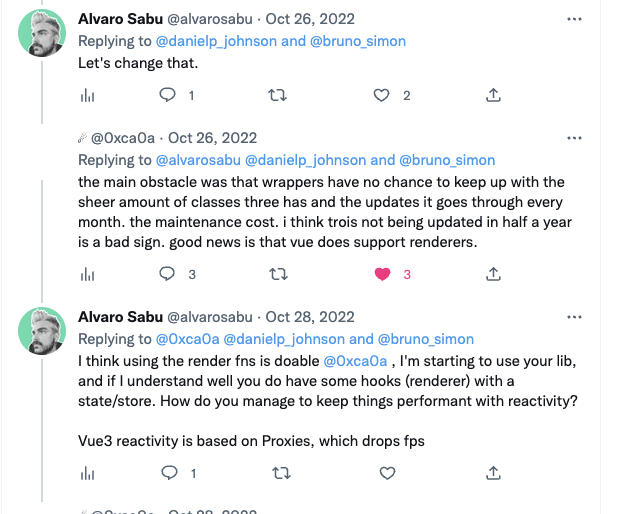 Alvaro Sabu @alvarosabu · Oct 26, 2022
Replying to @danielp_johnson and @bruno_simon
Let's change that.
1
2
@0xca0a · Oct 26, 2022
Replying to @alvarosabu @danielp_johnson and @bruno_simon
the main obstacle was that wrappers have no chance to keep up with the
sheer amount of classes three has and the updates it goes through every
month. the maintenance cost. i think trois not being updated in half a year
is a bad sign. good news is that vue does support renderers.
3
3
Alvaro Sabu @alvarosabu · Oct 28, 2022
Replying to @0xca0a @danielp_johnson and @bruno_simon
I think using the render fns is doable @0xca0a , I'm starting to use your lib,
and if I understand well you do have some hooks (renderer) with a
state/store. How do you manage to keep things performant with reactivity?
Vue3 reactivity is based on Proxies, which drops fps
1
@0xca0a · Oct 28, 2022